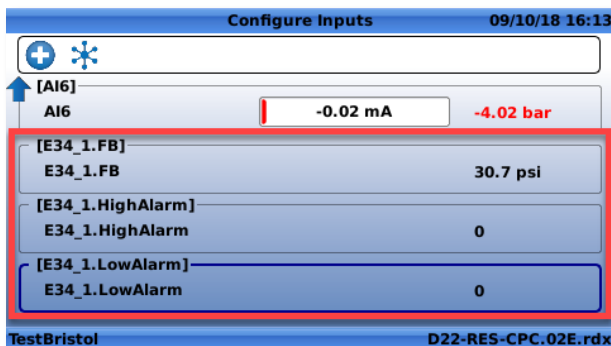 Configure Inputs 09/10/18 16:13
[AI6]
AI6 -0.02 mA -4.02 bar
[E34_1.FB]
E34_1.FB 30.7 psi
[E34_1.HighAlarm]
E34_1.HighAlarm 0
[E34_1.LowAlarm]
E34_1.LowAlarm 0
TestBristol D22-RES-CPC.02E.rdx